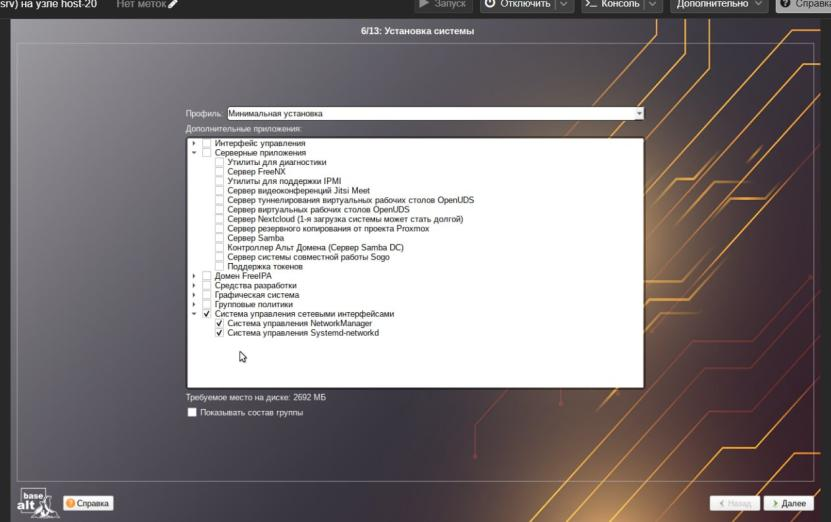 srv) на узле host-20 Нет меток Запуск Отключить Консоль Дополнительно Справка
6/13: Установка системы
Профиль: Минимальная установка
Дополнительные приложения:
Интерфейс управления
Серверные приложения
Утилиты для диагностики
Сервер FreeNX
Утилиты для поддержки IPMI
Сервер видеоконференций Jitsi Meet
Сервер туннелирования виртуальных рабочих столов OpenUDS
Сервер виртуальных рабочих столов OpenUDS
Сервер Nextcloud (1-я загрузка системы может стать долгой)
Сервер резервного копирования от проекта Proxmox
Сервер Samba
Контроллер Альт Домена (Сервер Samba DC)
Сервер системы совместной работы Sogo
Поддержка токенов
Домен FreeIPA
Средства разработки
Графическая система
Групповые политики
Система управления сетевыми интерфейсами
Система управления NetworkManager
Система управления Systemd-networkd
Требуемое место на диске: 2692 МБ
Показывать состав группы
base
alt
Справка Назад Далее